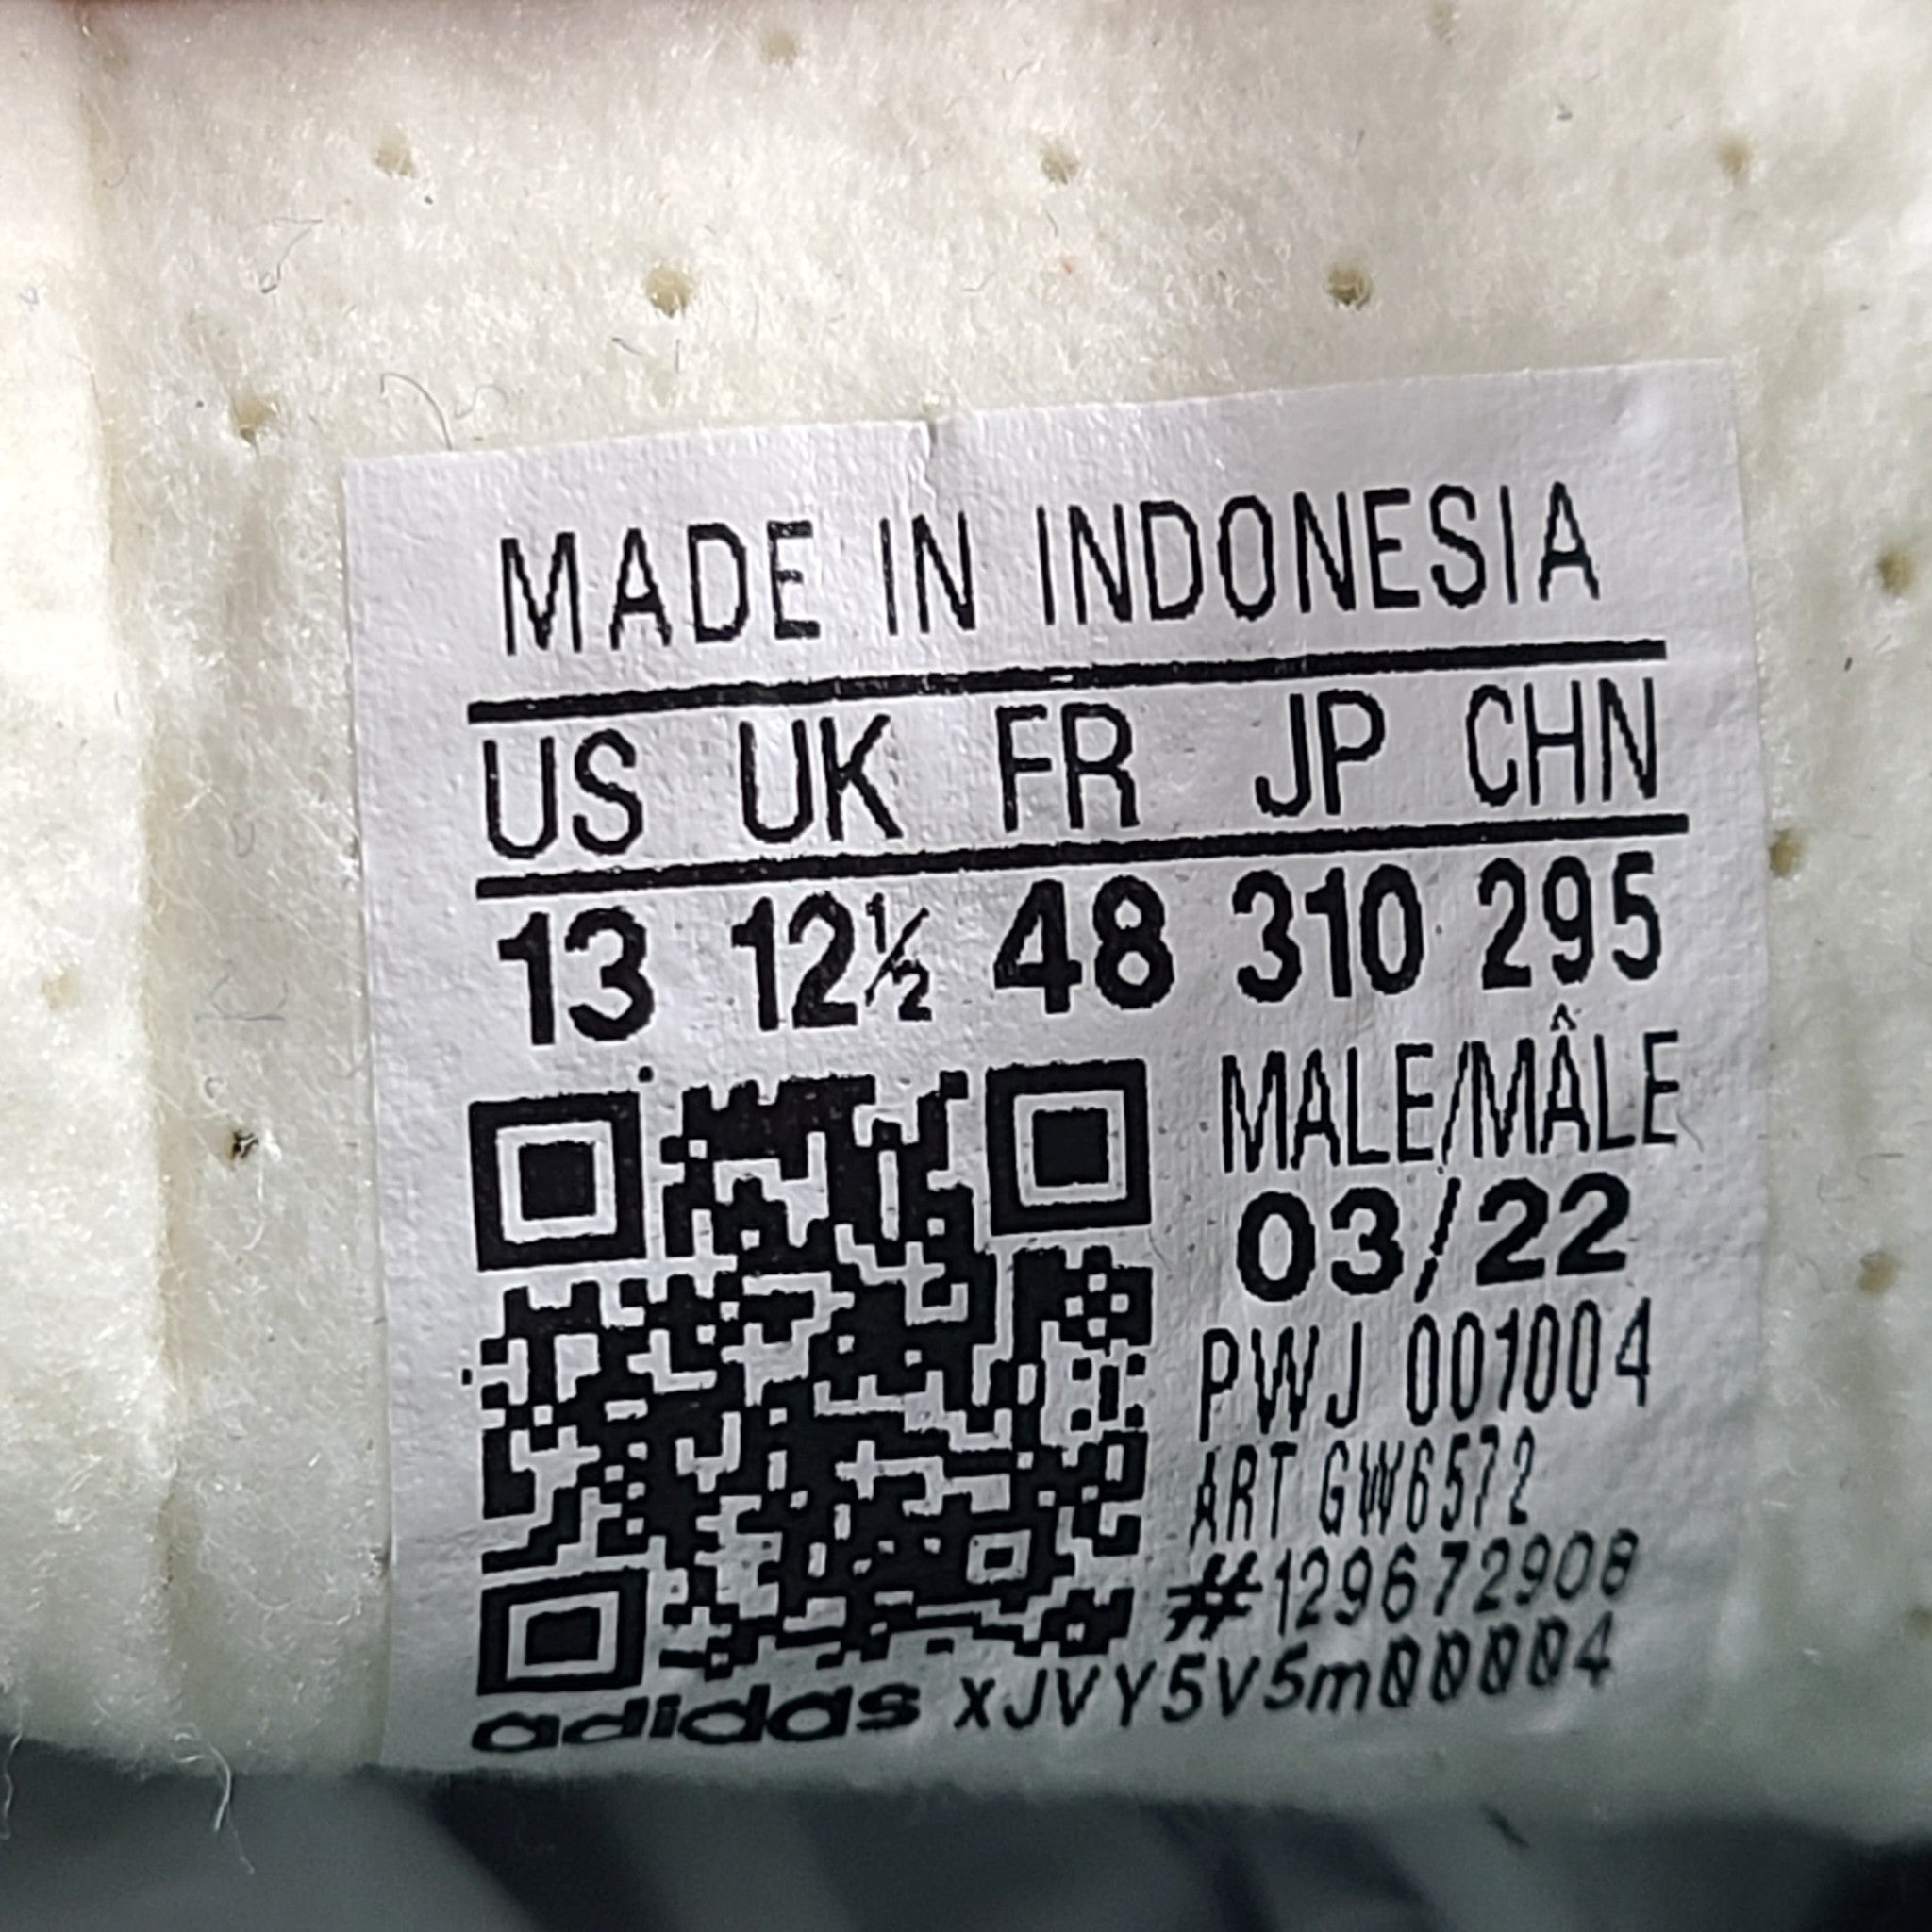 MADE IN INDONESIA
US UK FR JP CHN
13 12½ 48 310 295
MALE/MÂLE
03/22
PWJ 001004
ART GW6572
#129672908
adidas xJVY5V5m00004